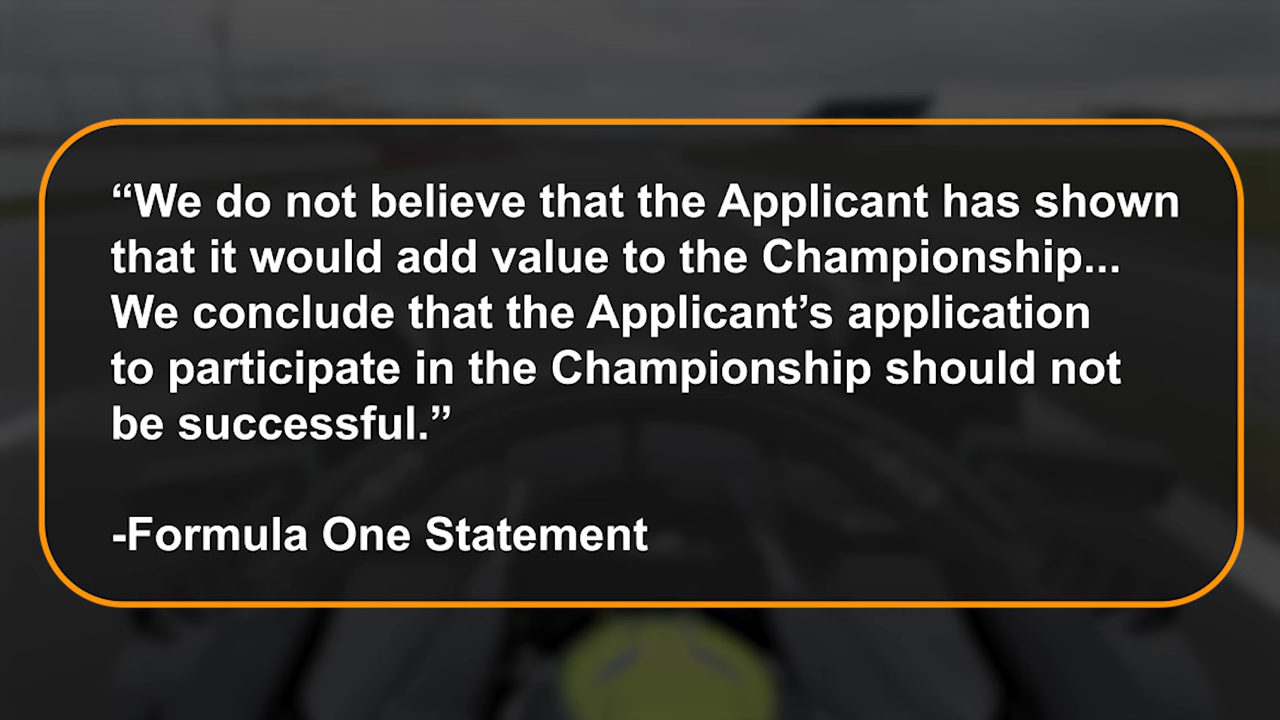 “We do not believe that the Applicant has shown
that it would add value to the Championship...
We conclude that the Applicant’s application
to participate in the Championship should not
be successful.”
-Formula One Statement